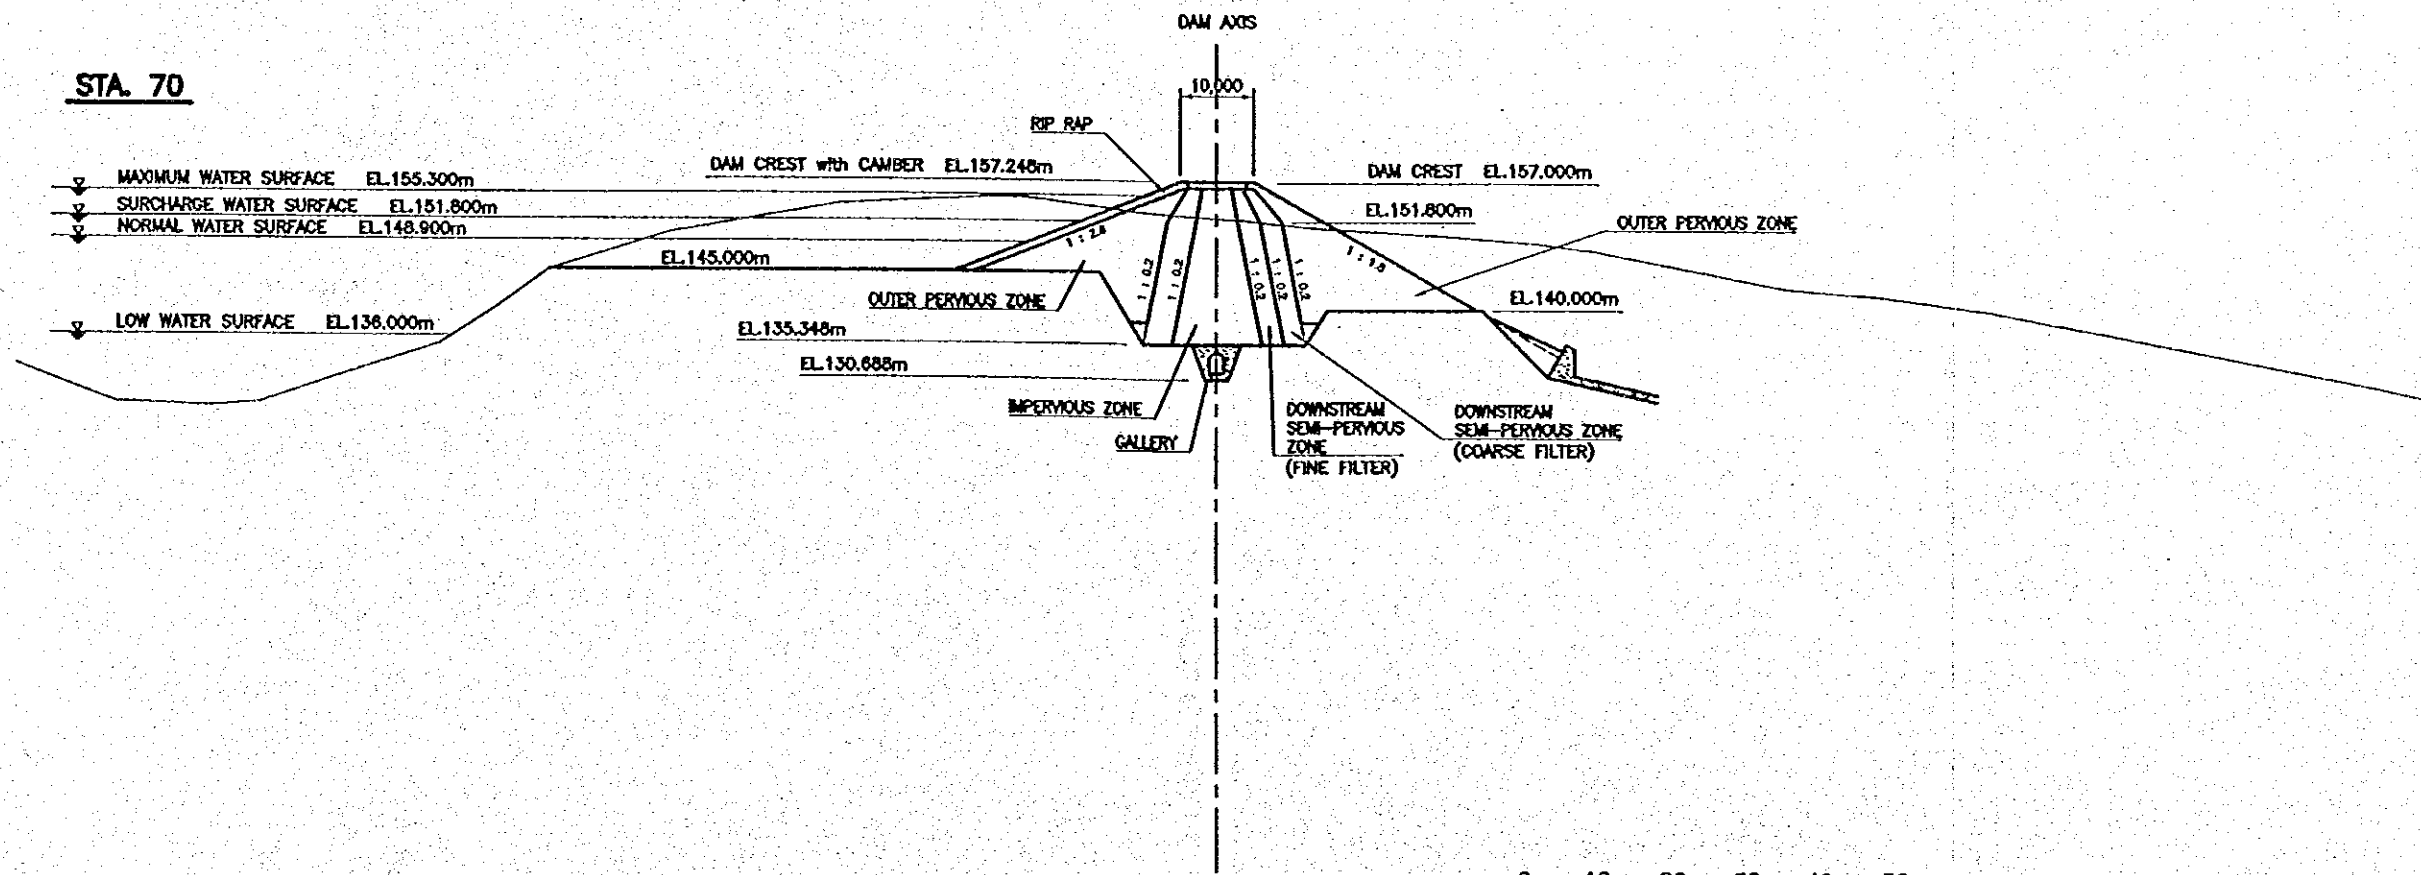 DAM AXIS
STA. 70
10,000
RIP RAP
DAM CREST with CAMBER EL.157.248m
DAM CREST EL.157.000m
MAXIMUM WATER SURFACE EL.155.300m
SURCHARGE WATER SURFACE EL.151.800m
EL.151.800m
NORMAL WATER SURFACE EL.148.900m
OUTER PERVIOUS ZONE
EL.145.000m
1 : 0.2
1 : 0.2
1 : 0.2
1 : 0.2
1 : 0.2
OUTER PERVIOUS ZONE
EL.140.000m
LOW WATER SURFACE EL.136.000m
EL.135.348m
EL.130.688m
IMPERVIOUS ZONE
GALLERY
DOWNSTREAM
SEMI-PERVIOUS
ZONE
(FINE FILTER)
DOWNSTREAM
SEMI-PERVIOUS ZONE
(COARSE FILTER)